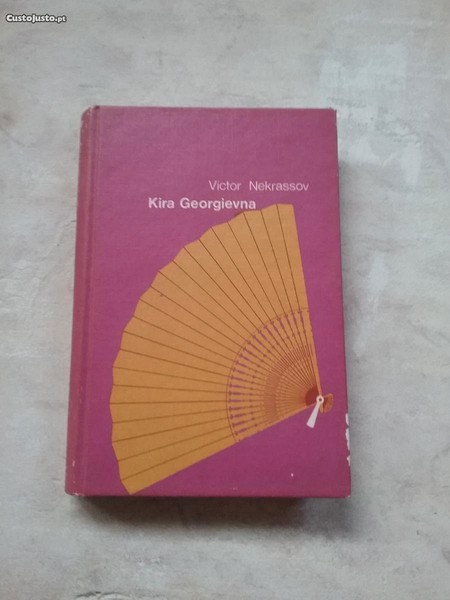 CustoJusto.pt
Victor Nekrassov
Kira Georgievna